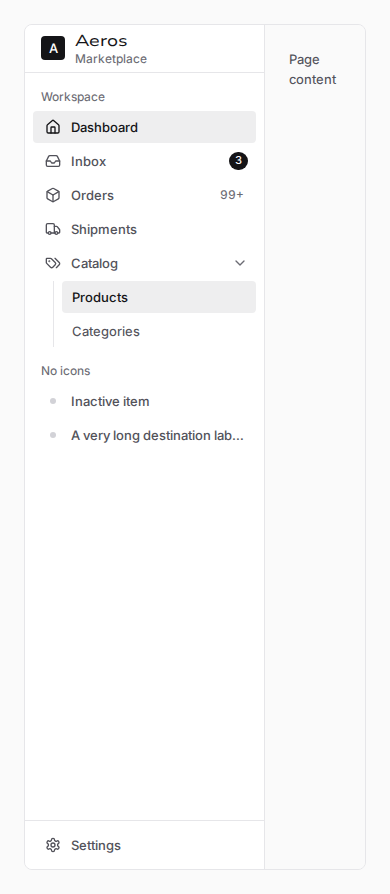 A
Aeros
Marketplace
Page
content
Workspace
Dashboard
Inbox
3
Orders
99+
Shipments
Catalog
Products
Categories
No icons
Inactive item
A very long destination lab...
Settings